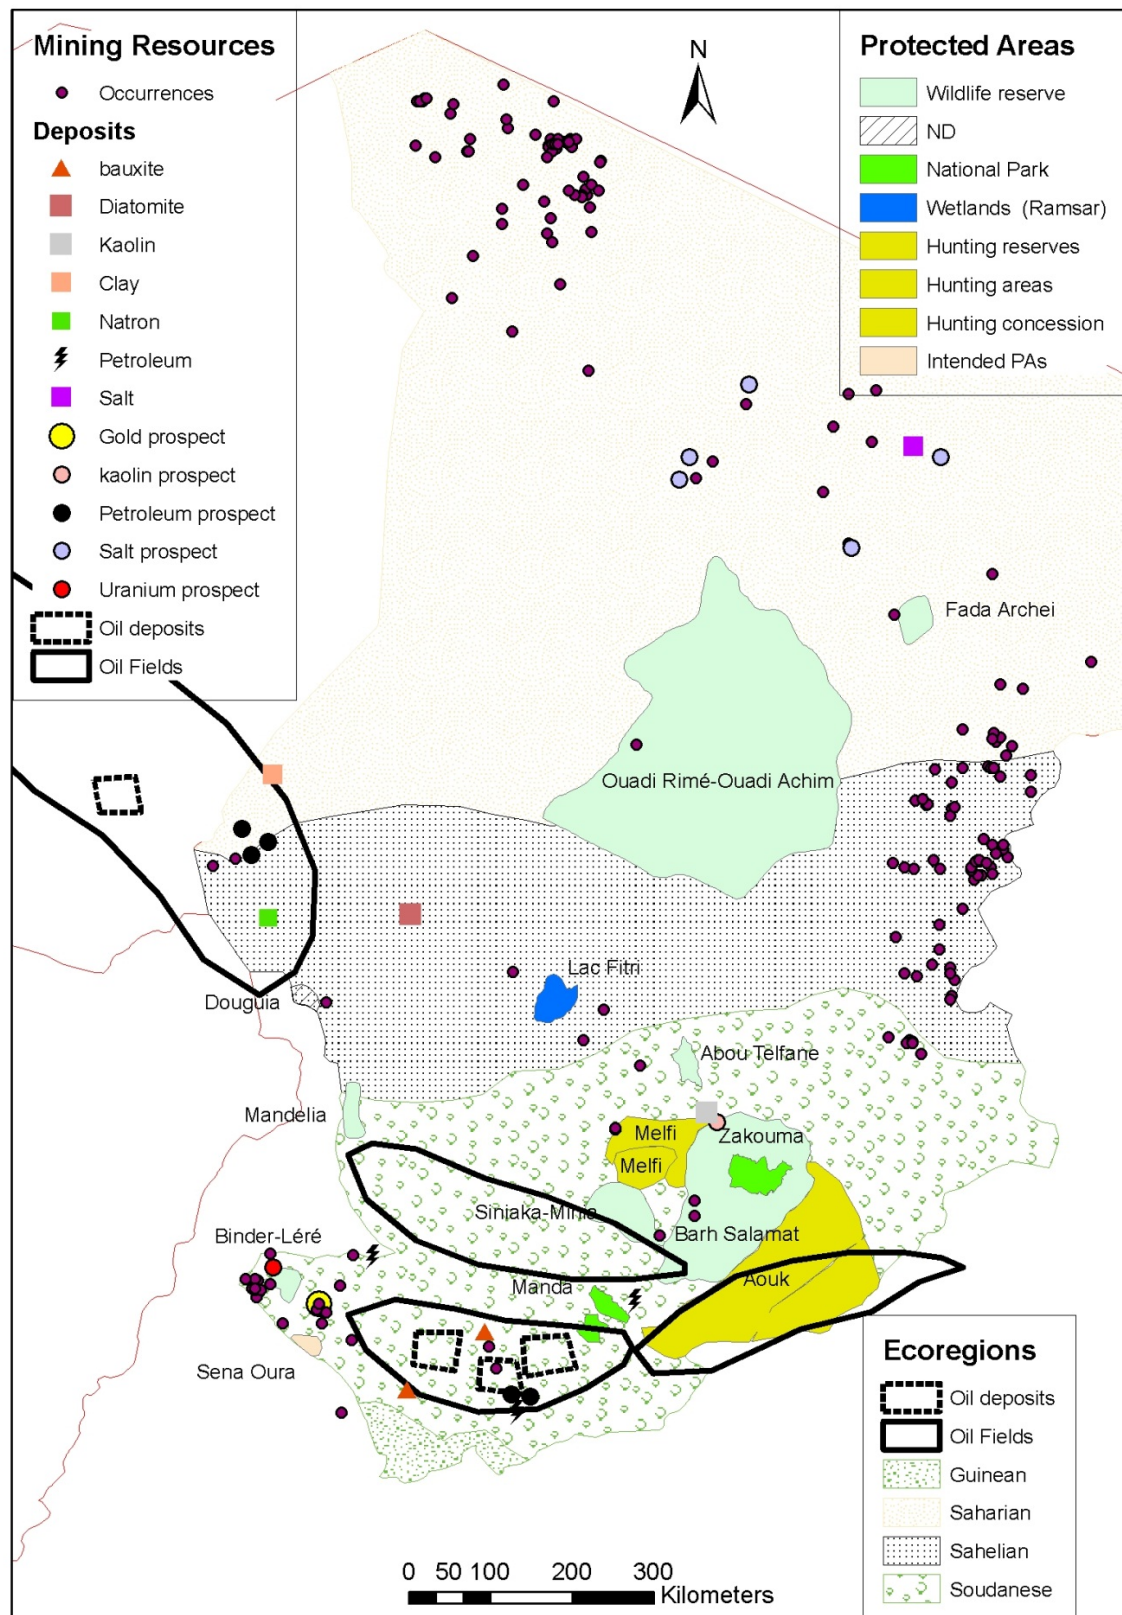 Mining Resources
Occurrences
Deposits
bauxite
Diatomite
Kaolin
Clay
Natron
Petroleum
Salt
Gold prospect
kaolin prospect
Petroleum prospect
Salt prospect
Uranium prospect
Oil deposits
Oil Fields
N
Protected Areas
Wildlife reserve
ND
National Park
Wetlands (Ramsar)
Hunting reserves
Hunting areas
Hunting concession
Intended PAs
Fada Archei
Ouadi Rimé-Ouadi Achim
Lac Fitri
Douguia
Abou Telfane
Mandelia
Melfi
Zakouma
Melfi
Siniaka-Minia
Barh Salamat
Binder-Léré
Manda
Aouk
Sena Oura
Ecoregions
Oil deposits
Oil Fields
Guinean
Saharian
Sahelian
Soudanese
0 50 100 200 300
Kilometers